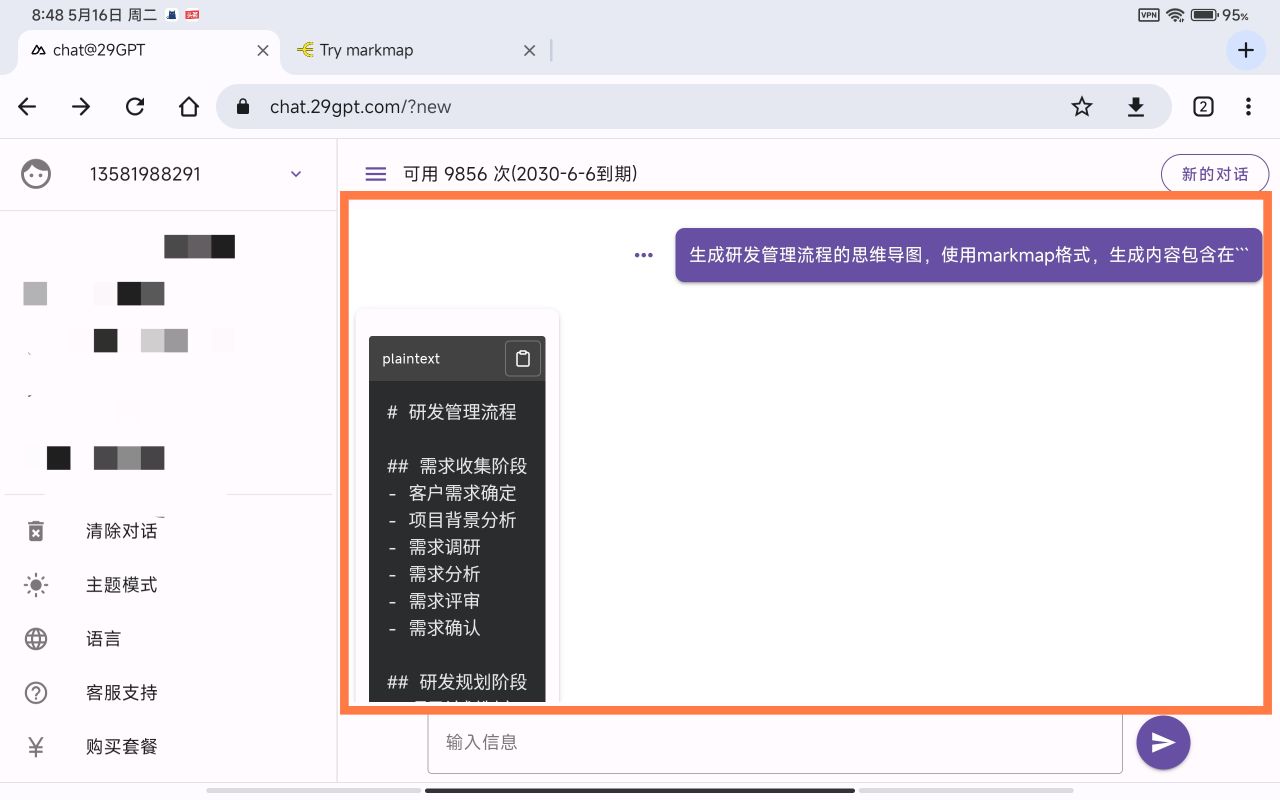 8:48 5月16日 周二
VPN
95%
chat@29GPT
Try markmap
chat.29gpt.com/?new
2
13581988291
可用 9856 次(2030-6-6到期)
新的对话
生成研发管理流程的思维导图，使用markmap格式，生成内容包含在```
plaintext
# 研发管理流程
## 需求收集阶段
- 客户需求确定
- 项目背景分析
- 需求调研
- 需求分析
- 需求评审
- 需求确认
## 研发规划阶段
清除对话
主题模式
语言
客服支持
购买套餐
输入信息